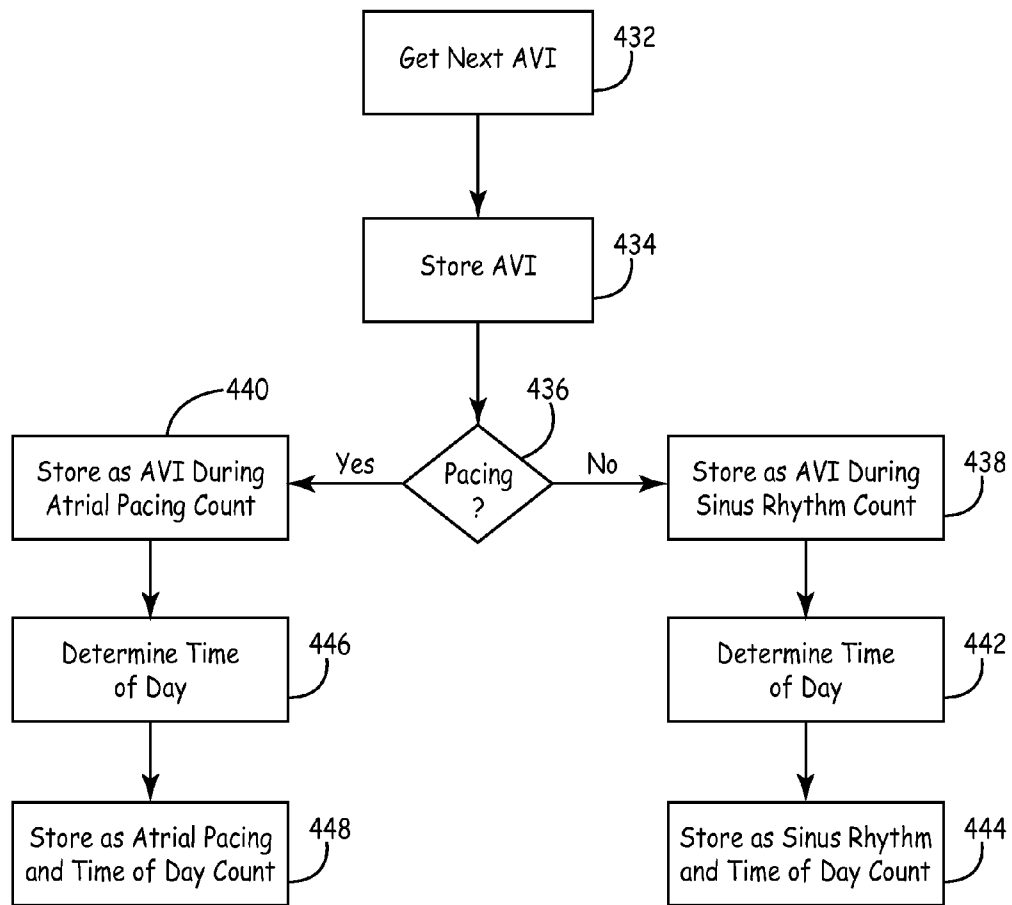 432
Get Next AVI
434
Store AVI
440
436
Store as AVI During
Atrial Pacing Count
Yes
Pacing
?
No
Store as AVI During
Sinus Rhythm Count
438
Determine Time
of Day
446
Determine Time
of Day
442
Store as Atrial Pacing
and Time of Day Count
448
Store as Sinus Rhythm
and Time of Day Count
444